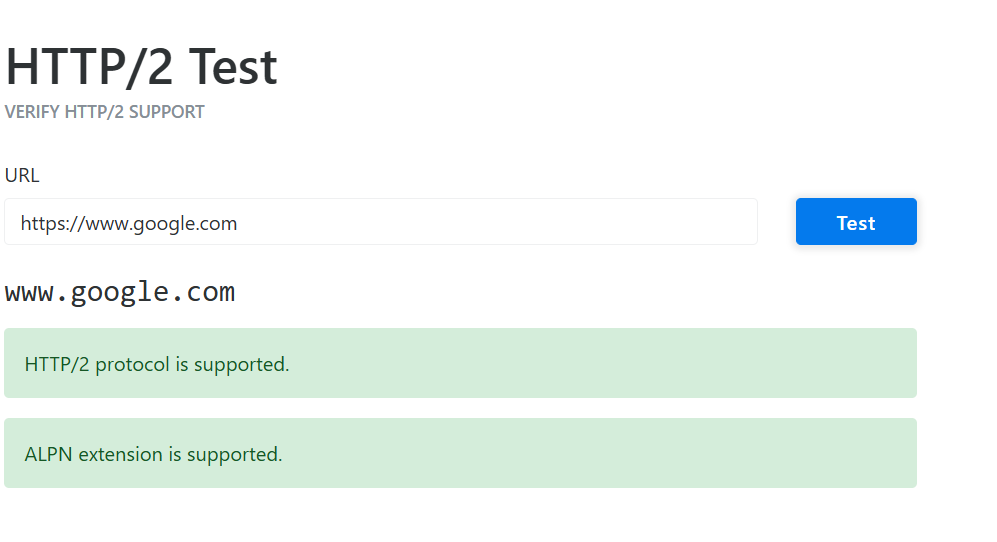 HTTP/2 Test
VERIFY HTTP/2 SUPPORT
URL
https://www.google.com
Test
www.google.com
HTTP/2 protocol is supported.
ALPN extension is supported.